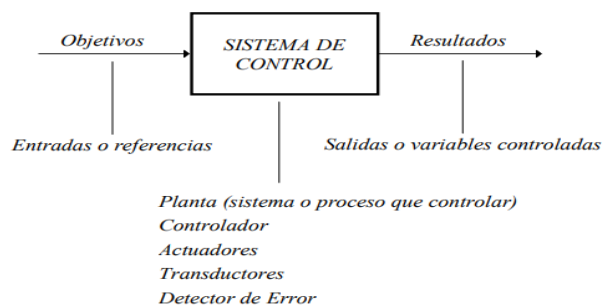 Objetivos
SISTEMA DE
CONTROL
Resultados
Entradas o referencias
Salidas o variables controladas
Planta (sistema o proceso que controlar)
Controlador
Actuadores
Transductores
Detector de Error